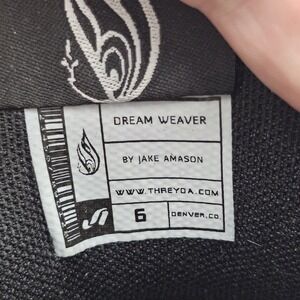 DREAM WEAVER
BY JAKE AMASON
WWW.THREYDA.COM
6
DENVER, CO